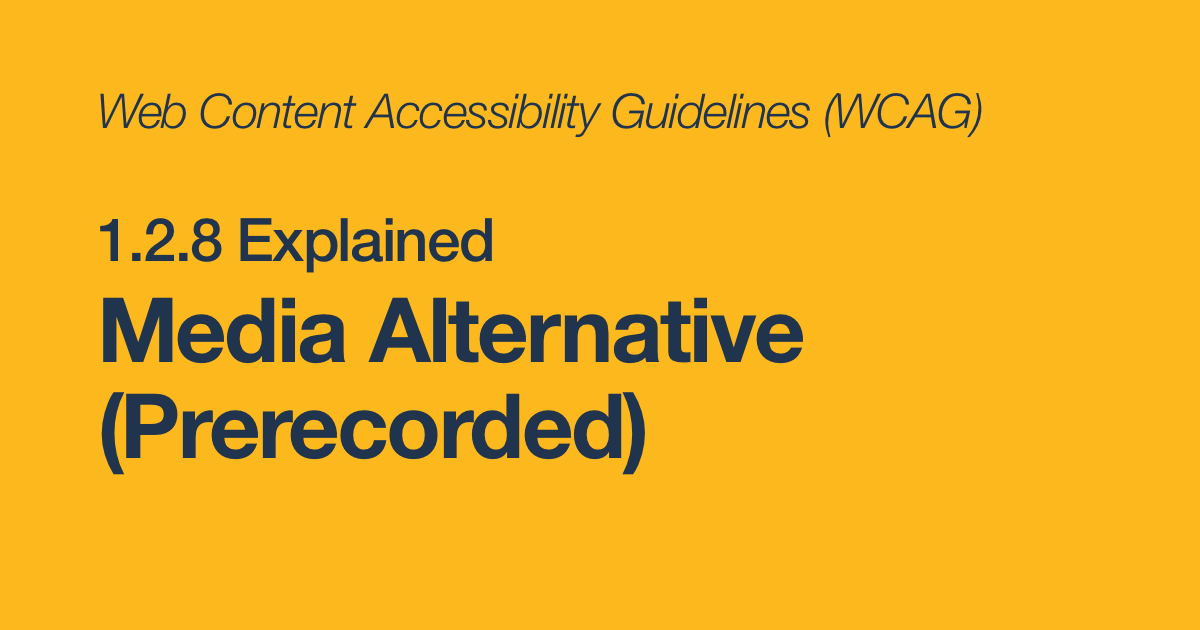 Web Content Accessibility Guidelines (WCAG)
1.2.8 Explained
Media Alternative
(Prerecorded)